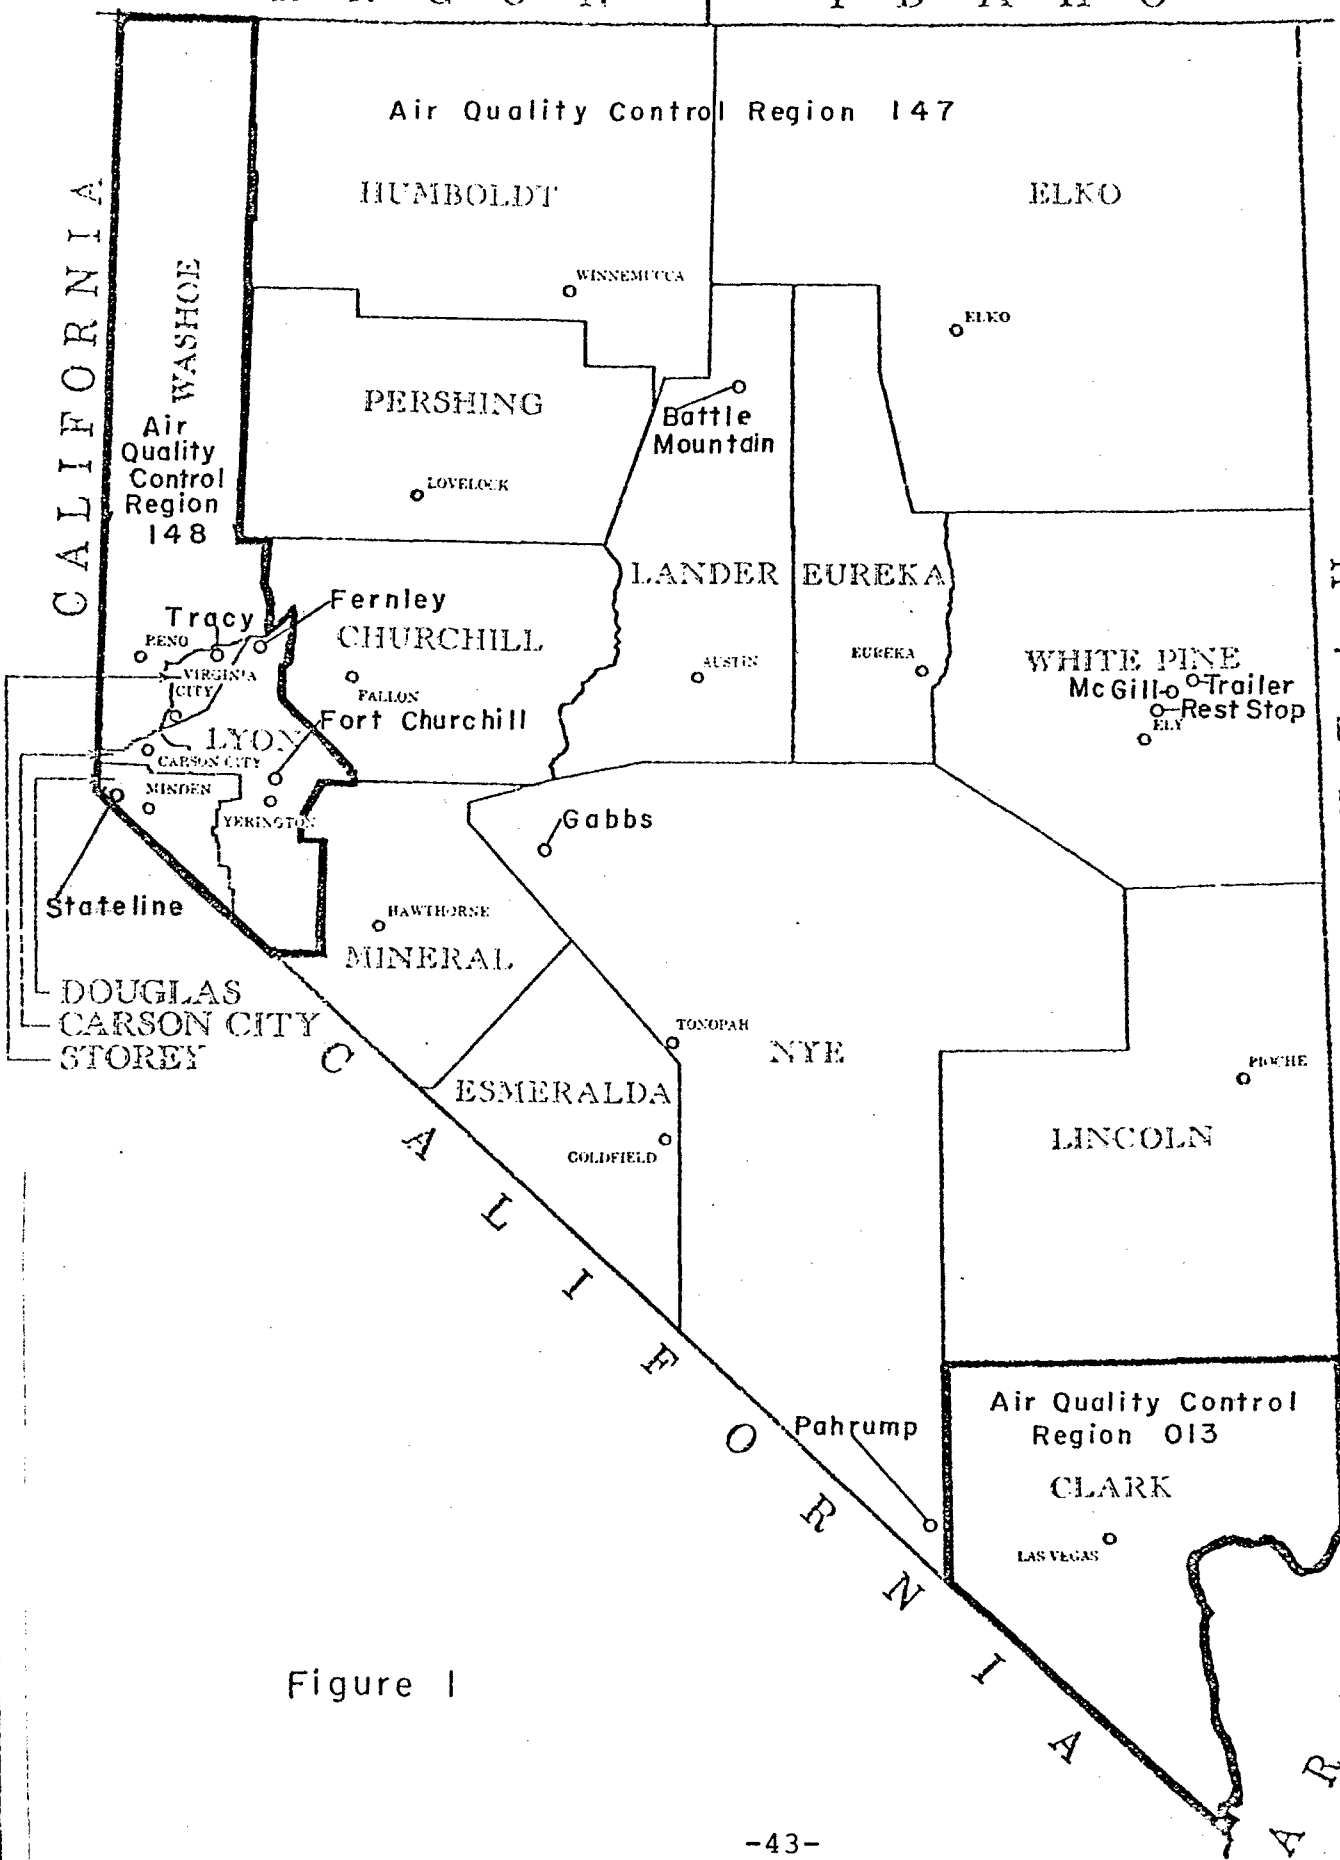 IDAHO
Air Quality Control Region 147
HUMBOLDT
ELKO
CALIFORNIA
WASHOE
WINNEMUCCA
ELKO
PERSHING
Battle
Mountain
Air
Quality
Control
Region
148
LOVELOCK
LANDER
EUREKA
Fernley
Tracy
CHURCHILL
RENO
AUSTIN
EUREKA
WHITE PINE
VIRGINIA
CITY
FALLON
McGill
Trailer
Rest Stop
ELY
Fort Churchill
LYON
CARSON CITY
MINDEN
YERINGTON
Gabbs
Stateline
HAWTHORNE
MINERAL
DOUGLAS
CARSON CITY
STOREY
TONOPAH
NYE
PIOCHE
ESMERALDA
LINCOLN
GOLDFIELD
CALIFORNIA
Air Quality Control
Region 013
Pahrump
CLARK
LAS VEGAS
Figure 1
AR
-43-